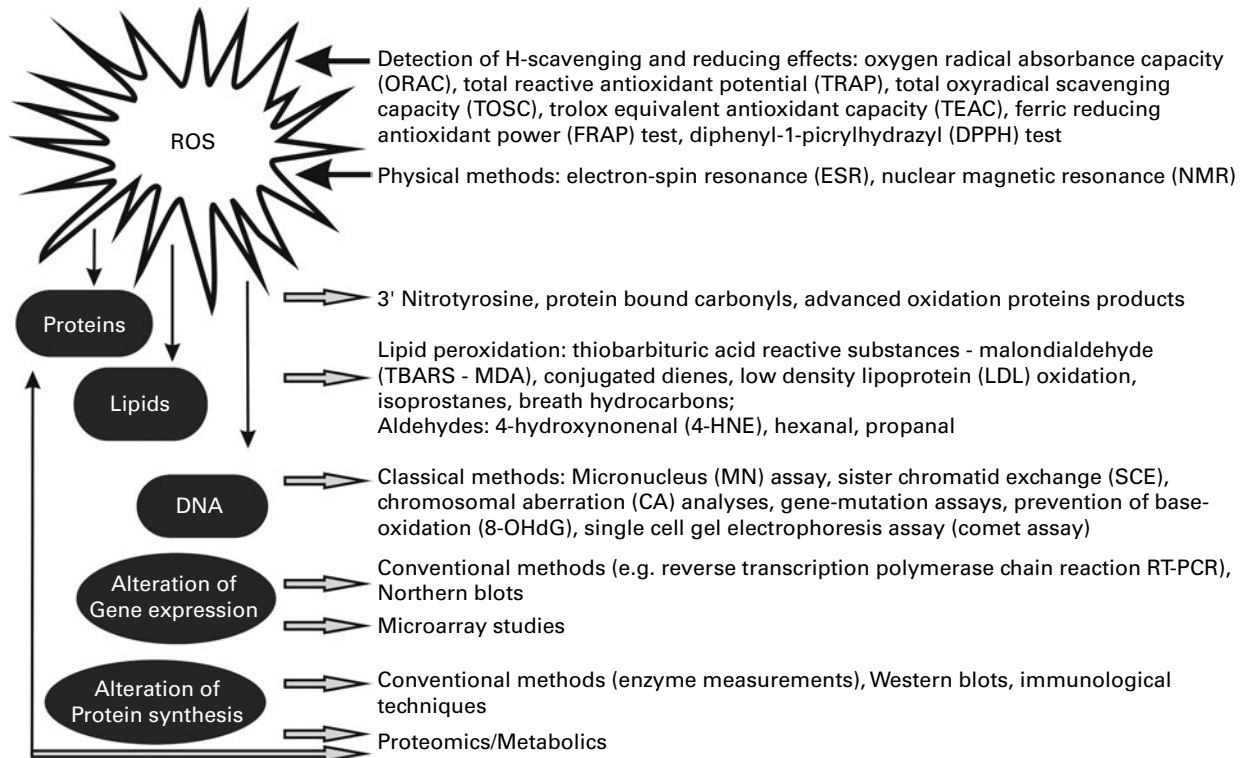 Detection of H-scavenging and reducing effects: oxygen radical absorbance capacity
(ORAC), total reactive antioxidant potential (TRAP), total oxyradical scavenging
capacity (TOSC), trolox equivalent antioxidant capacity (TEAC), ferric reducing
antioxidant power (FRAP) test, diphenyl-1-picrylhydrazyl (DPPH) test
ROS
Physical methods: electron-spin resonance (ESR), nuclear magnetic resonance (NMR)
Proteins
3' Nitrotyrosine, protein bound carbonyls, advanced oxidation proteins products
Lipids
Lipid peroxidation: thiobarbituric acid reactive substances - malondialdehyde
(TBARS - MDA), conjugated dienes, low density lipoprotein (LDL) oxidation,
isoprostanes, breath hydrocarbons;
Aldehydes: 4-hydroxynonenal (4-HNE), hexanal, propanal
DNA
Classical methods: Micronucleus (MN) assay, sister chromatid exchange (SCE),
chromosomal aberration (CA) analyses, gene-mutation assays, prevention of base-
oxidation (8-OHdG), single cell gel electrophoresis assay (comet assay)
Alteration of
Gene expression
Conventional methods (e.g. reverse transcription polymerase chain reaction RT-PCR),
Northern blots
Microarray studies
Alteration of
Protein synthesis
Conventional methods (enzyme measurements), Western blots, immunological
techniques
Proteomics/Metabolics